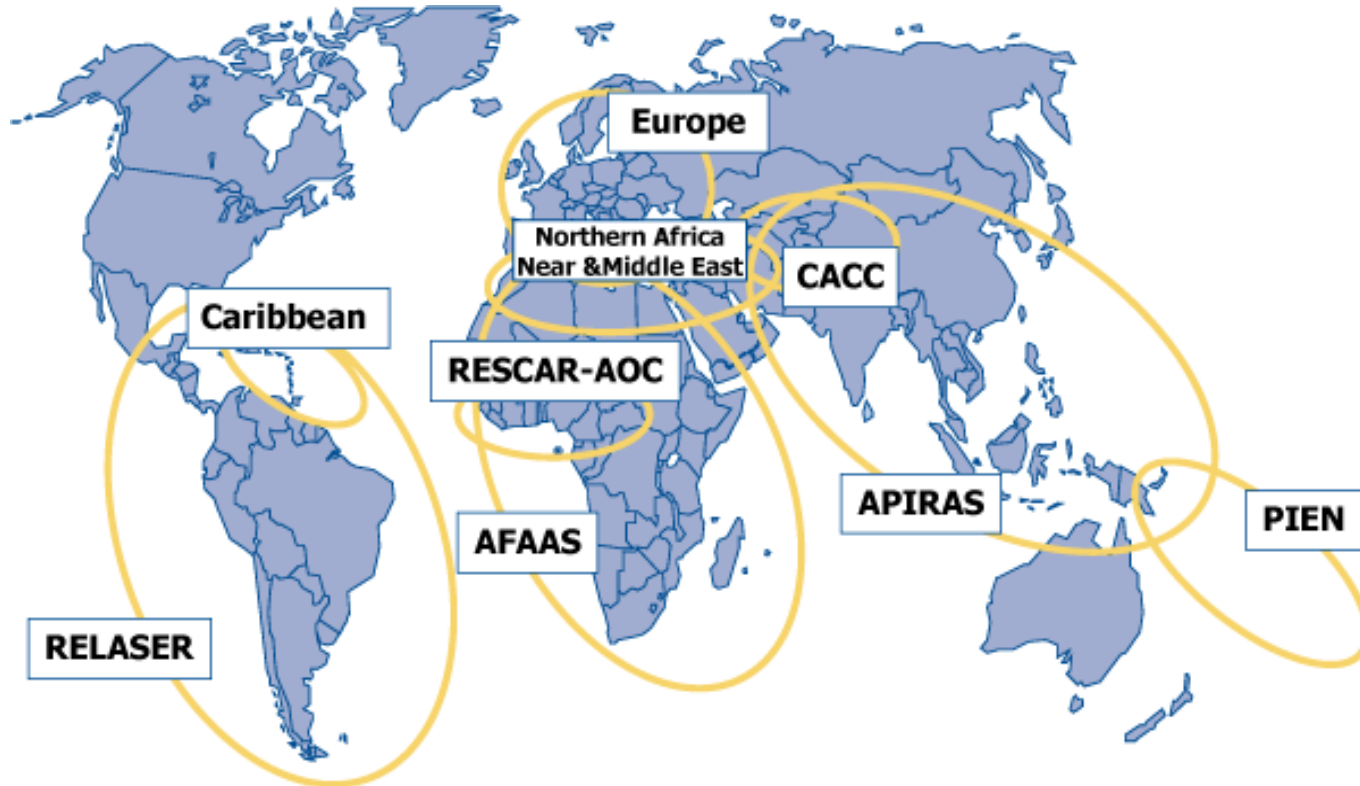 Europe
Northern Africa
Near &Middle East
CACC
Caribbean
RESCAR-AOC
APIRAS
PIEN
AFAAS
RELASER